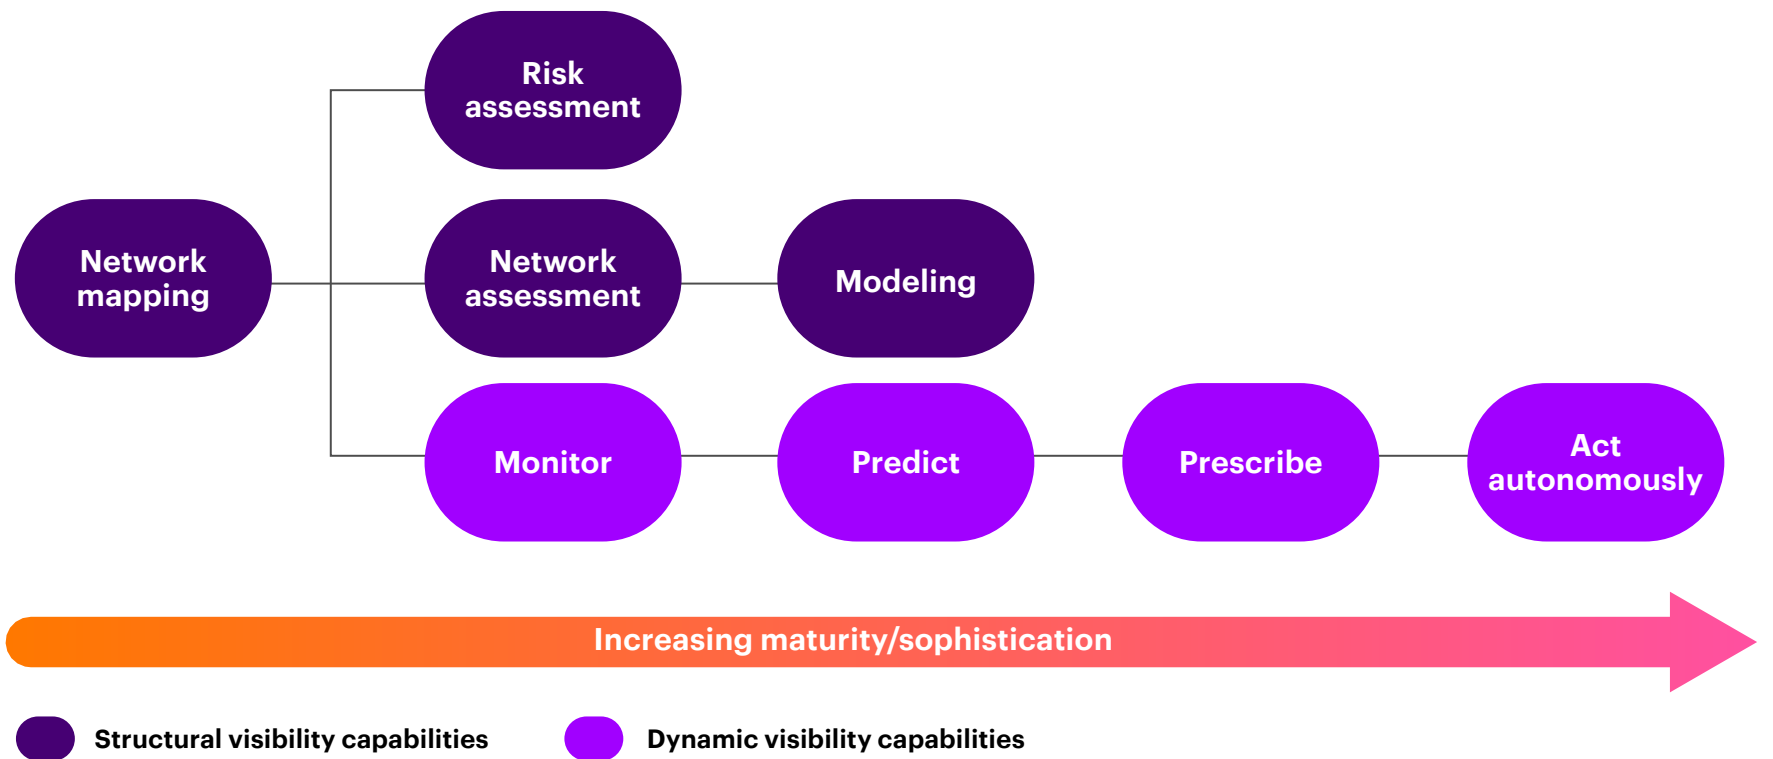 Risk
assessment
Network
mapping
Network
assessment
Modeling
Monitor
Predict
Prescribe
Act
autonomously
Increasing maturity/sophistication
Structural visibility capabilities
Dynamic visibility capabilities